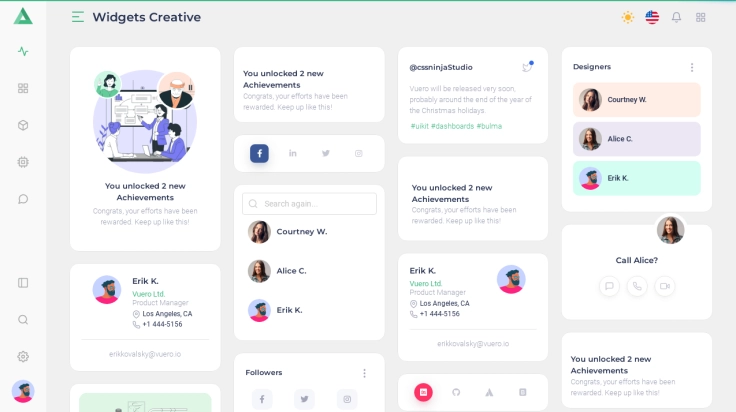 Widgets Creative
You unlocked 2 new
Achievements
Congrats, your efforts have been
rewarded. Keep up like this!
Erik K.
Vuero Ltd.
Product Manager
Los Angeles, CA
+1 444-5156
erikkovalsky@vuero.io
You unlocked 2 new
Achievements
Congrats, your efforts have been
rewarded. Keep up like this!
Search again...
Courtney W.
Alice C.
Erik K.
Followers
@cssninjaStudio
Vuero will be released very soon,
probably around the end of the year of
the Christmas holidays.
#uikit #dashboards #bulma
You unlocked 2 new
Achievements
Congrats, your efforts have been
rewarded. Keep up like this!
Erik K.
Vuero Ltd.
Product Manager
Los Angeles, CA
+1 444-5156
erikkovalsky@vuero.io
Designers
Courtney W.
Alice C.
Erik K.
Call Alice?
You unlocked 2 new
Achievements
Congrats, your efforts have been
rewarded. Keep up like this!